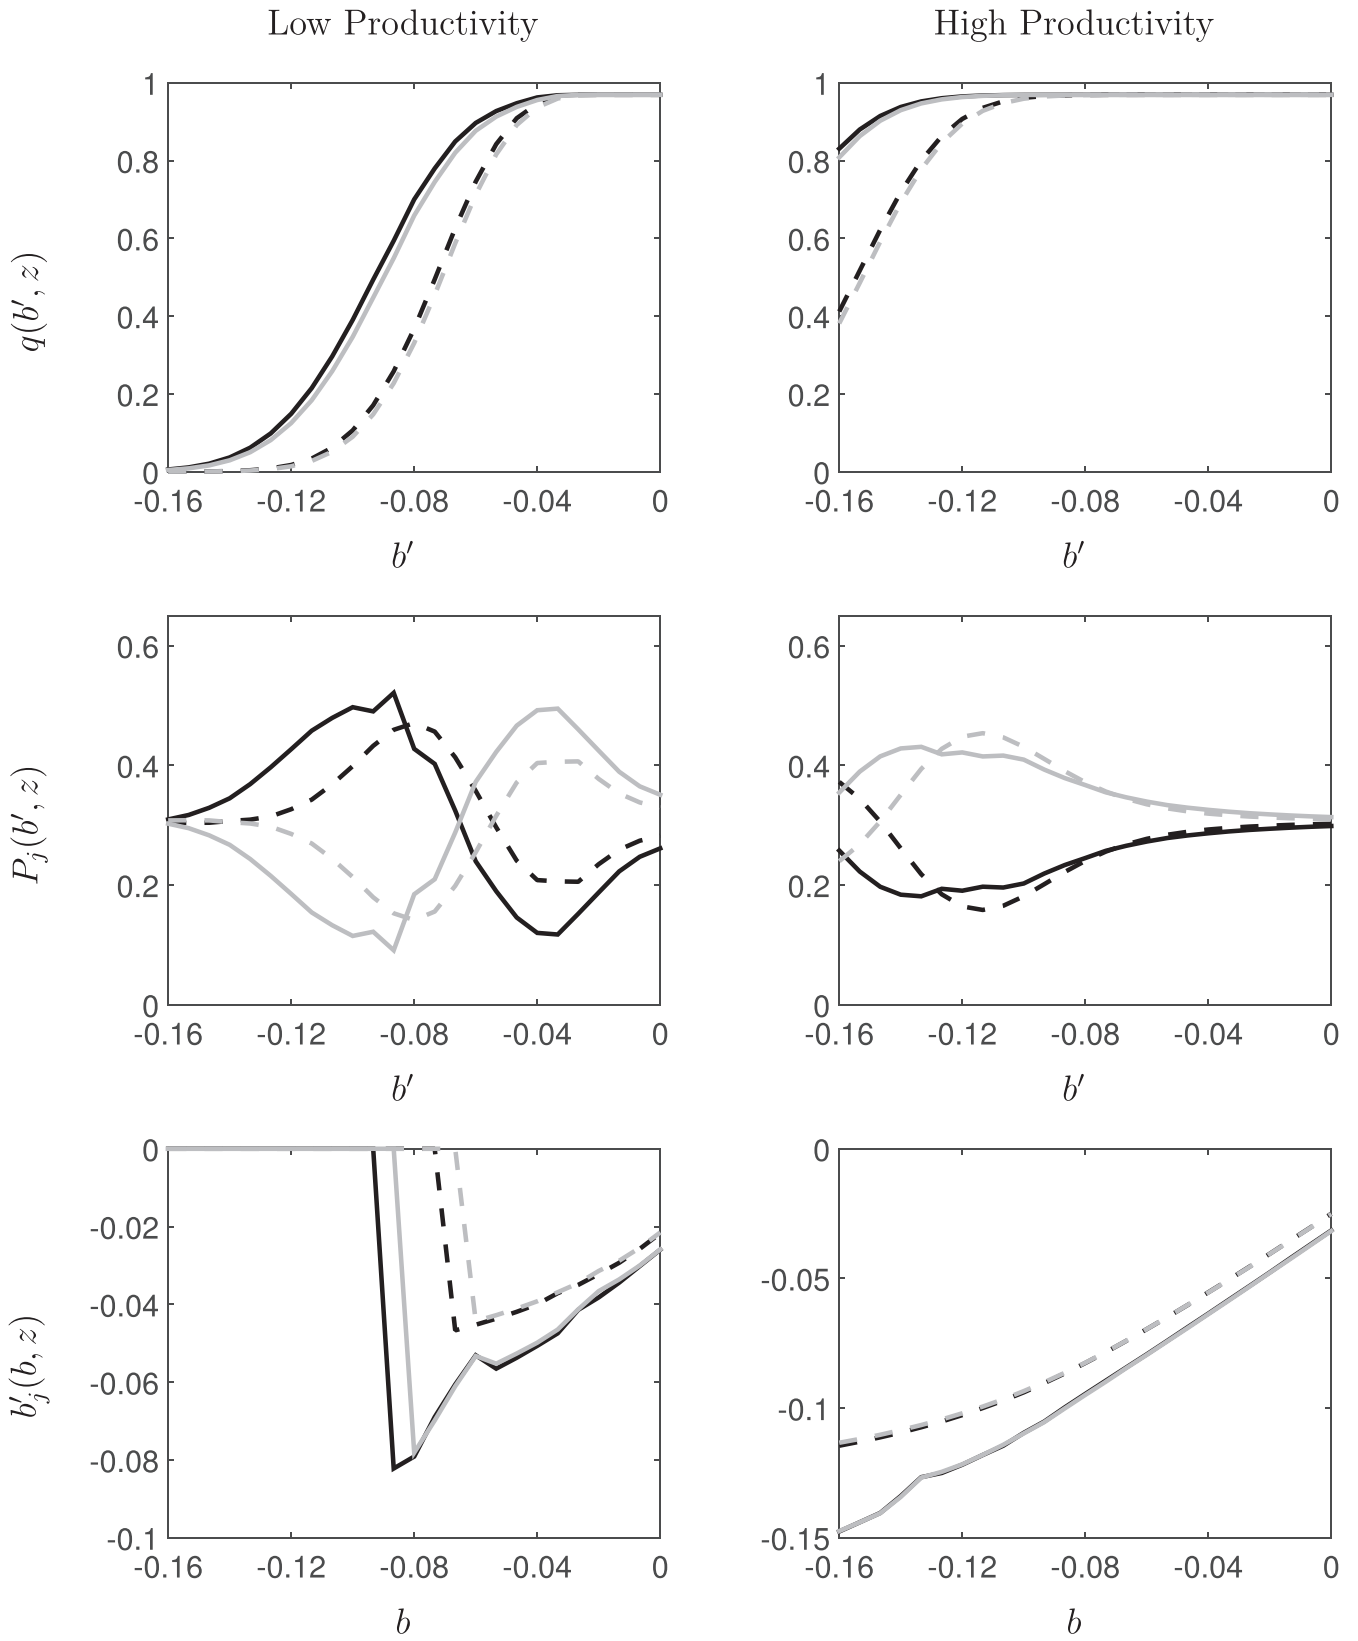 Low Productivity High Productivity
1 1
0.8 0.8
0.6 0.6
q(b′, z)
0.4 0.4
0.2 0.2
0 0
-0.16 -0.12 -0.08 -0.04 0 -0.16 -0.12 -0.08 -0.04 0
b′ b′
0.6 0.6
0.4 0.4
P_j(b′, z)
0.2 0.2
0 0
-0.16 -0.12 -0.08 -0.04 0 -0.16 -0.12 -0.08 -0.04 0
b′ b′
0 0
-0.02
-0.05
-0.04
b′_j(b, z)
-0.06
-0.1
-0.08
-0.1 -0.15
-0.16 -0.12 -0.08 -0.04 0 -0.16 -0.12 -0.08 -0.04 0
b b